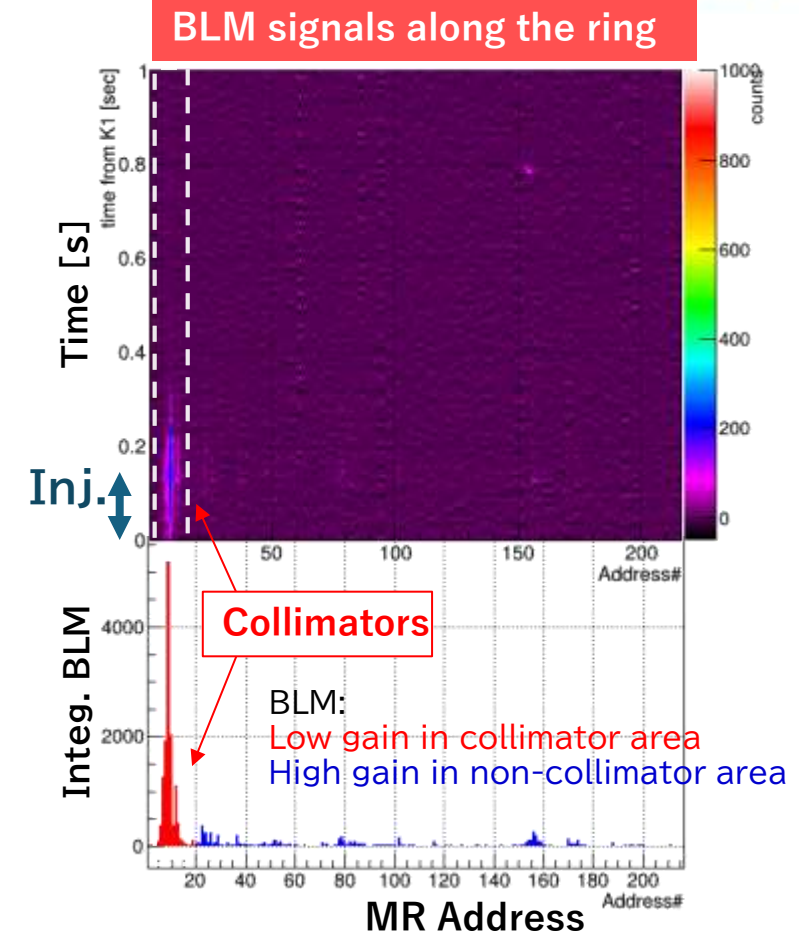 BLM signals along the ring
time from K1 [sec]
Time [s]
1
0.8
0.6
0.4
0.2
0
1000
800
600
400
200
0
counts
Inj.
50 100 150 200
Address#
Collimators
Integ. BLM
4000
2000
0
BLM:
Low gain in collimator area
High gain in non-collimator area
20 40 60 80 100 120 140 160 180 200
Address#
MR Address